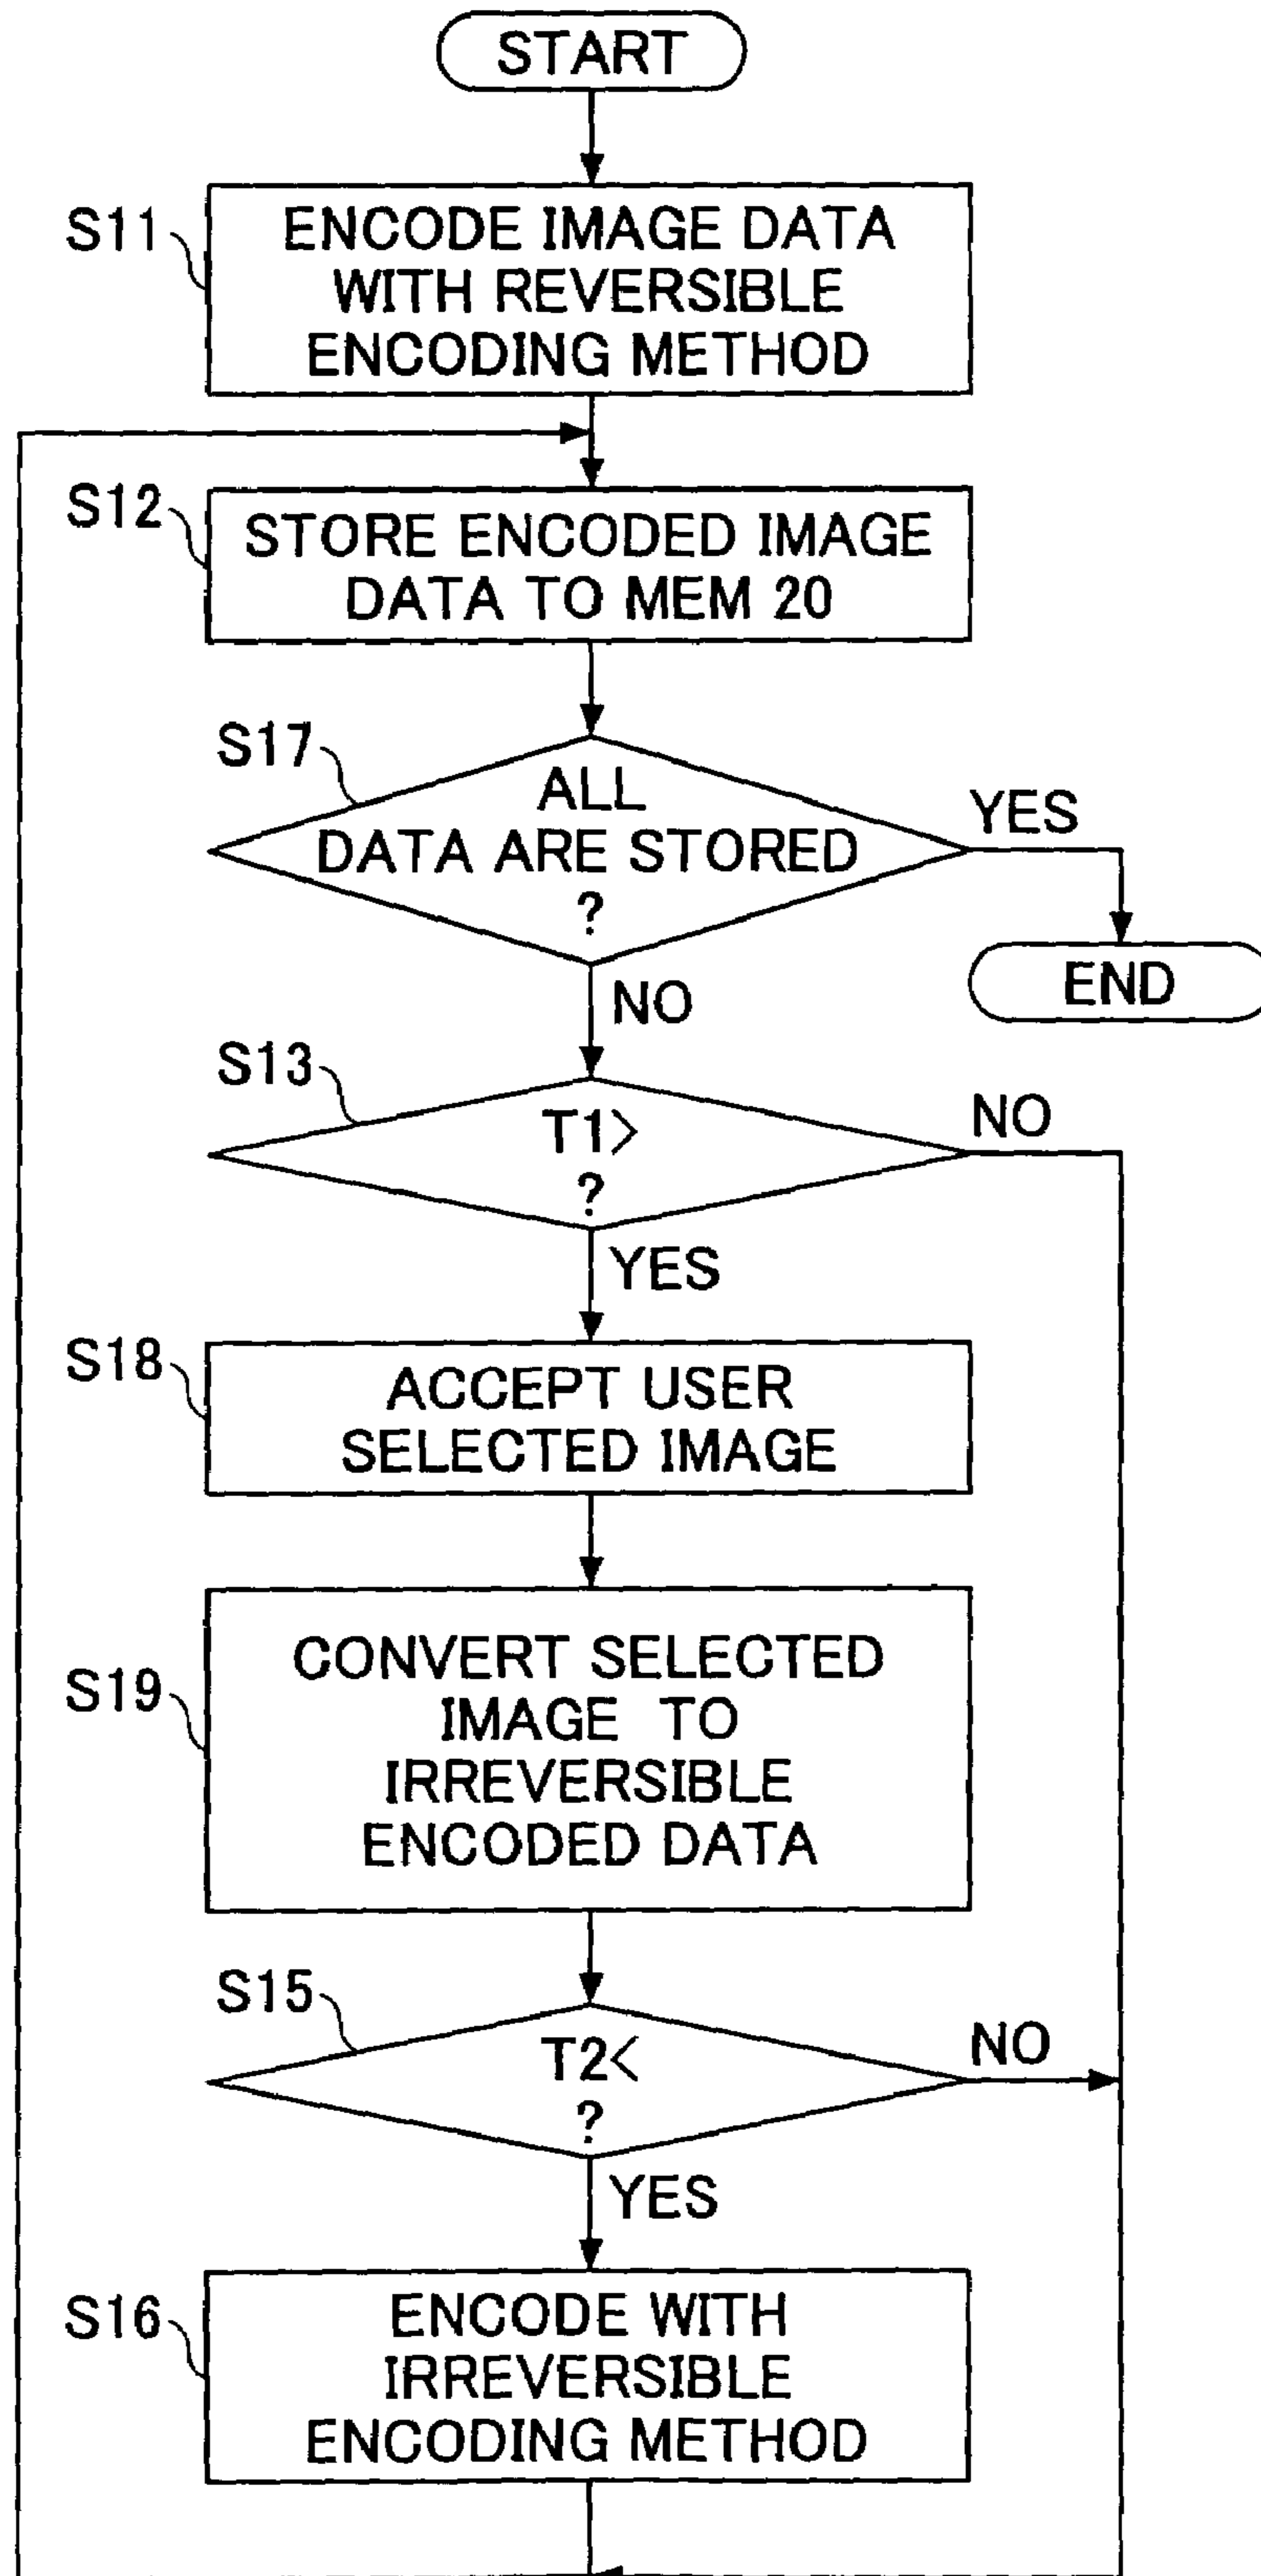 START
S11
ENCODE IMAGE DATA
WITH REVERSIBLE
ENCODING METHOD
S12
STORE ENCODED IMAGE
DATA TO MEM 20
S17
ALL
DATA ARE STORED
?
YES
END
NO
S13
T1>
?
NO
YES
S18
ACCEPT USER
SELECTED IMAGE
S19
CONVERT SELECTED
IMAGE TO
IRREVERSIBLE
ENCODED DATA
S15
T2<
?
NO
YES
S16
ENCODE WITH
IRREVERSIBLE
ENCODING METHOD